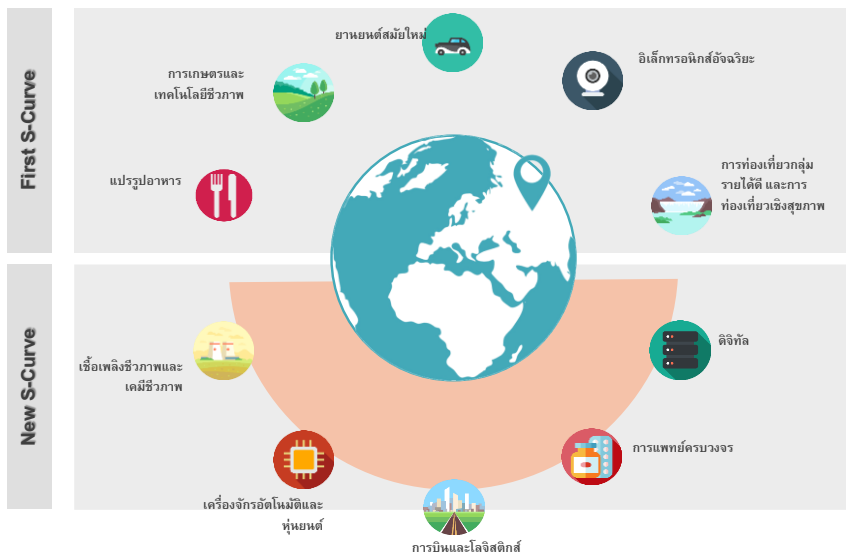 First S-Curve
ยานยนต์สมัยใหม่
อิเล็กทรอนิกส์อัจฉริยะ
การเกษตรและ
เทคโนโลยีชีวภาพ
การท่องเที่ยวกลุ่ม
รายได้ดี และการ
ท่องเที่ยวเชิงสุขภาพ
แปรรูปอาหาร
New S-Curve
ดิจิทัล
เชื้อเพลิงชีวภาพและ
เคมีชีวภาพ
การแพทย์ครบวงจร
เครื่องจักรอัตโนมัติและ
หุ่นยนต์
การบินและโลจิสติกส์